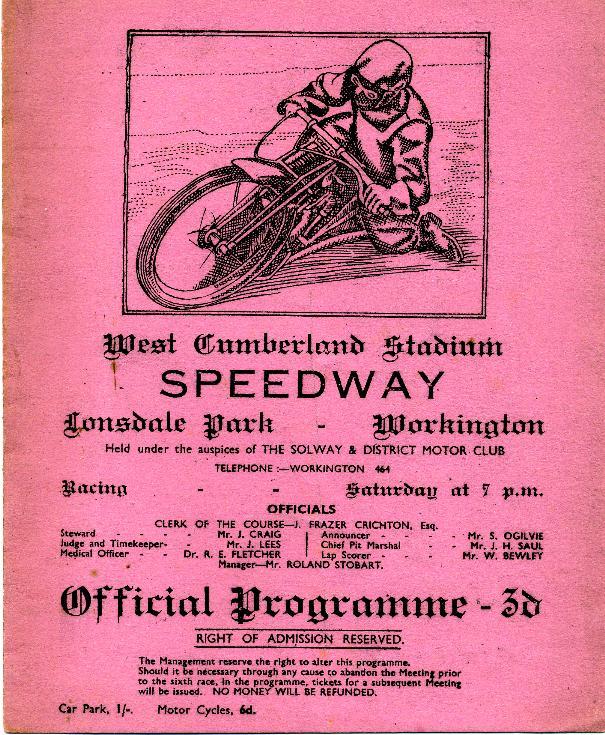 West Cumberland Stadium
SPEEDWAY
Lonsdale Park - Workington
Held under the auspices of THE SOLWAY & DISTRICT MOTOR CLUB
TELEPHONE :—WORKINGTON 464
Racing - - Saturday at 7 p.m.
OFFICIALS
CLERK OF THE COURSE—J. FRAZER CRICHTON, Esq.
Steward - - - - Mr. J. CRAIG
Judge and Timekeeper- - - Mr. J. LEES
Medical Officer - - Dr. R. E. FLETCHER
Announcer - - - - Mr. S. OGILVIE
Chief Pit Marshal - - Mr. J. H. SAUL
Lap Scorer - - - - Mr. W. BEWLEY
Manager—Mr. ROLAND STOBART.
Official Programme - 3d
RIGHT OF ADMISSION RESERVED.
The Management reserve the right to alter this programme.
Should it be necessary through any cause to abandon the Meeting prior
to the sixth race, in the programme, tickets for a subsequent Meeting
will be issued. NO MONEY WILL BE REFUNDED.
Car Park, 1/-. Motor Cycles, 6d.